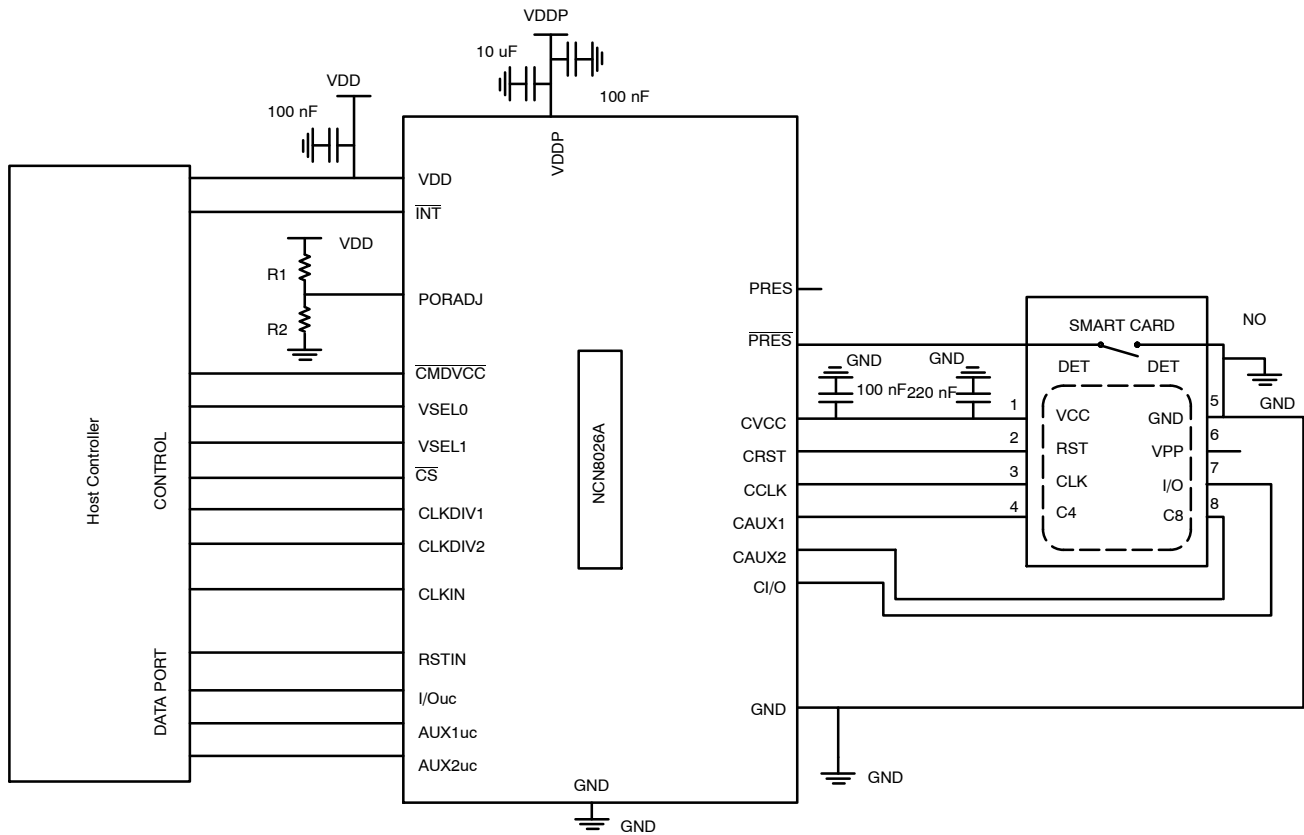 VDDP
10 uF
100 nF
VDD
100 nF
VDDP
VDD
INT
VDD
R1
PORADJ
R2
CMDVCC
VSEL0
VSEL1
CS
CLKDIV1
CLKDIV2
CLKIN
RSTIN
I/Ouc
AUX1uc
AUX2uc
Host Controller
CONTROL
DATA PORT
NCN8026A
PRES
PRES
CVCC
CRST
CCLK
CAUX1
CAUX2
CI/O
GND
GND
GND
GND
GND
GND
100 nF
220 nF
SMART CARD
NO
DET
DET
1
VCC
GND
5
GND
2
RST
VPP
6
3
CLK
I/O
7
4
C4
C8
8